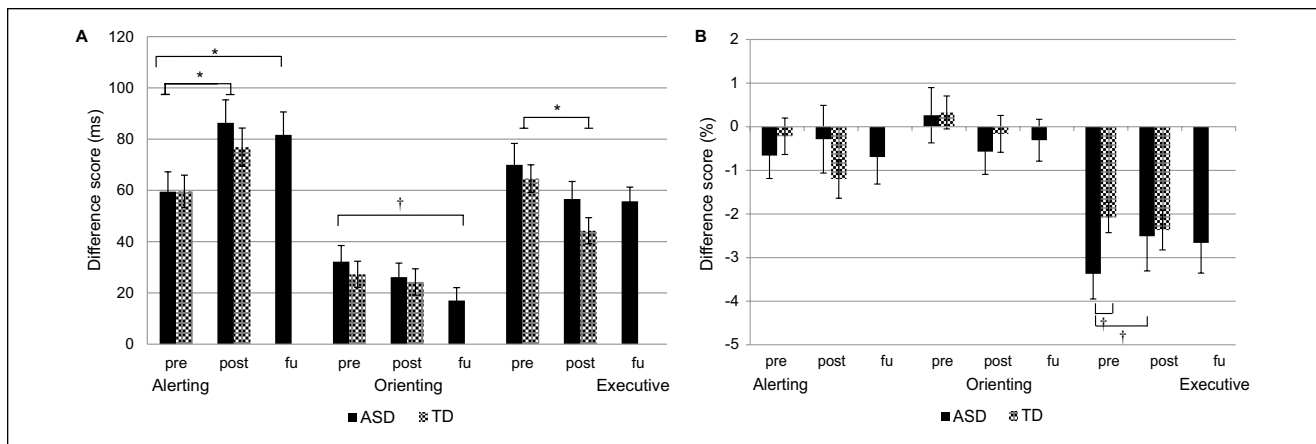 A
120
100
80
60
40
20
0
Difference score (ms)
*
*
†
*
pre post fu pre post fu pre post fu
Alerting Orienting Executive
ASD TD
B
2
1
0
-1
-2
-3
-4
-5
Difference score (%)
†
†
pre post fu pre post fu pre post fu
Alerting Orienting Executive
ASD TD